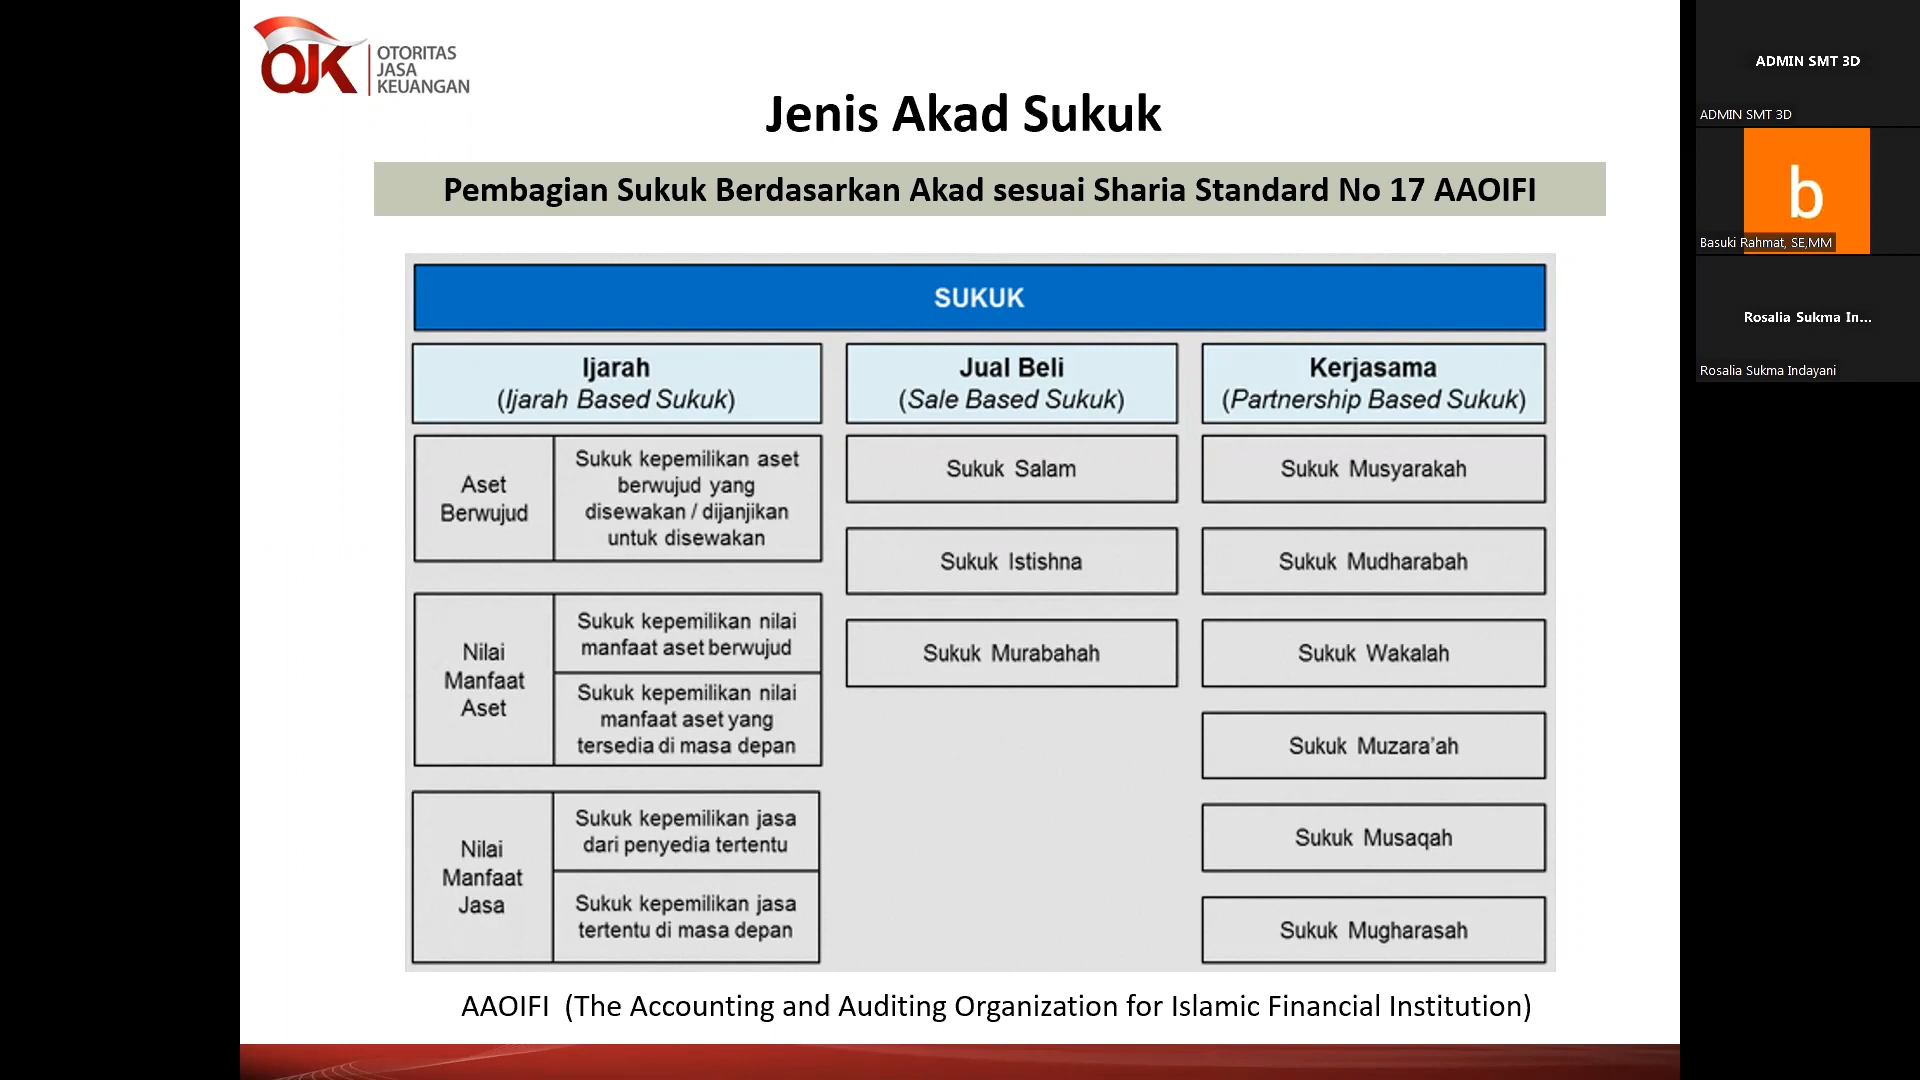 OJK
OTORITAS
JASA
KEUANGAN
Jenis Akad Sukuk
Pembagian Sukuk Berdasarkan Akad sesuai Sharia Standard No 17 AAOIFI
SUKUK
Ijarah
(Ijarah Based Sukuk)
Aset
Berwujud
Sukuk kepemilikan aset
berwujud yang
disewakan / dijanjikan
untuk disewakan
Nilai
Manfaat
Aset
Sukuk kepemilikan nilai
manfaat aset berwujud
Sukuk kepemilikan nilai
manfaat aset yang
tersedia di masa depan
Nilai
Manfaat
Jasa
Sukuk kepemilikan jasa
dari penyedia tertentu
Sukuk kepemilikan jasa
tertentu di masa depan
Jual Beli
(Sale Based Sukuk)
Sukuk Salam
Sukuk Istishna
Sukuk Murabahah
Kerjasama
(Partnership Based Sukuk)
Sukuk Musyarakah
Sukuk Mudharabah
Sukuk Wakalah
Sukuk Muzara’ah
Sukuk Musaqah
Sukuk Mugharasah
AAOIFI (The Accounting and Auditing Organization for Islamic Financial Institution)
ADMIN SMT 3D
ADMIN SMT 3D
b
Basuki Rahmat, SE,MM
Rosalia Sukma In...
Rosalia Sukma Indayani